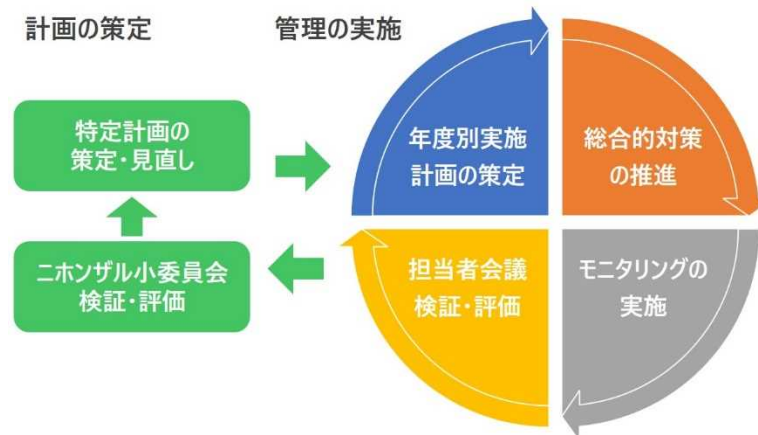 計画の策定
管理の実施
特定計画の
策定・見直し
ニホンザル小委員会
検証・評価
年度別実施
計画の策定
総合的対策
の推進
担当者会議
検証・評価
モニタリングの
実施